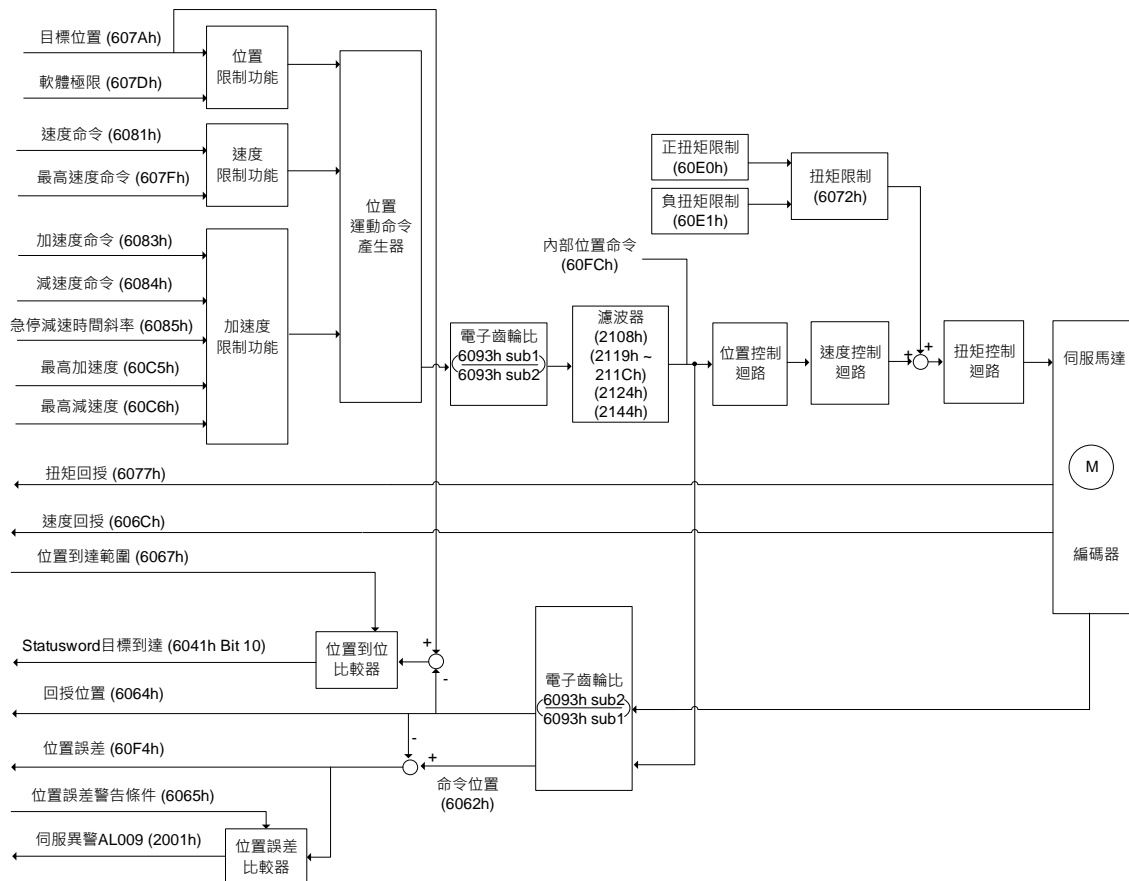 目標位置 (607Ah)
軟體極限 (607Dh)
位置
限制功能
速度命令 (6081h)
最高速度命令 (607Fh)
速度
限制功能
加速度命令 (6083h)
減速度命令 (6084h)
急停減速時間斜率 (6085h)
最高加速度 (60C5h)
最高減速度 (60C6h)
加速度
限制功能
位置
運動命令
產生器
電子齒輪比
(6093h sub1
6093h sub2)
濾波器
(2108h)
(2119h ~
211Ch)
(2124h)
(2144h)
內部位置命令
(60FCh)
正扭矩限制
(60E0h)
負扭矩限制
(60E1h)
扭矩限制
(6072h)
位置控制
迴路
速度控制
迴路
+
+
扭矩控制
迴路
伺服馬達
M
編碼器
扭矩回授 (6077h)
速度回授 (606Ch)
位置到達範圍 (6067h)
Statusword目標到達 (6041h Bit 10)
位置到位
比較器
+
-
回授位置 (6064h)
電子齒輪比
(6093h sub2
6093h sub1)
位置誤差 (60F4h)
-
+
命令位置
(6062h)
位置誤差警告條件 (6065h)
伺服異警AL009 (2001h)
位置誤差
比較器